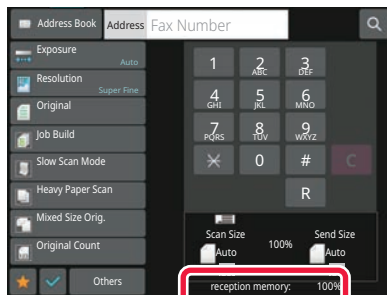 Address Book
Address
Fax Number
Exposure
Auto
Resolution
Super Fine
Original
Job Build
Slow Scan Mode
Heavy Paper Scan
Mixed Size Orig.
Original Count
Others
1
2 ABC
3 DEF
4 GHI
5 JKL
6 MNO
7 PQRS
8 TUV
9 WXYZ
0
#
C
R
Scan Size
Auto
100%
Send Size
Auto
reception memory: 100%